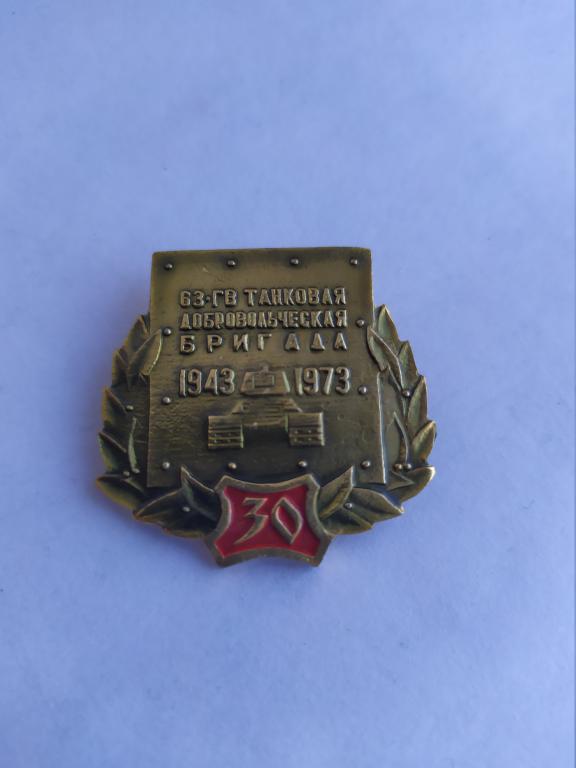 63-ГВ ТАНКОВАЯ
ДОБРОВОЛЬЧЕСКАЯ
БРИГАДА
1943 1973
30